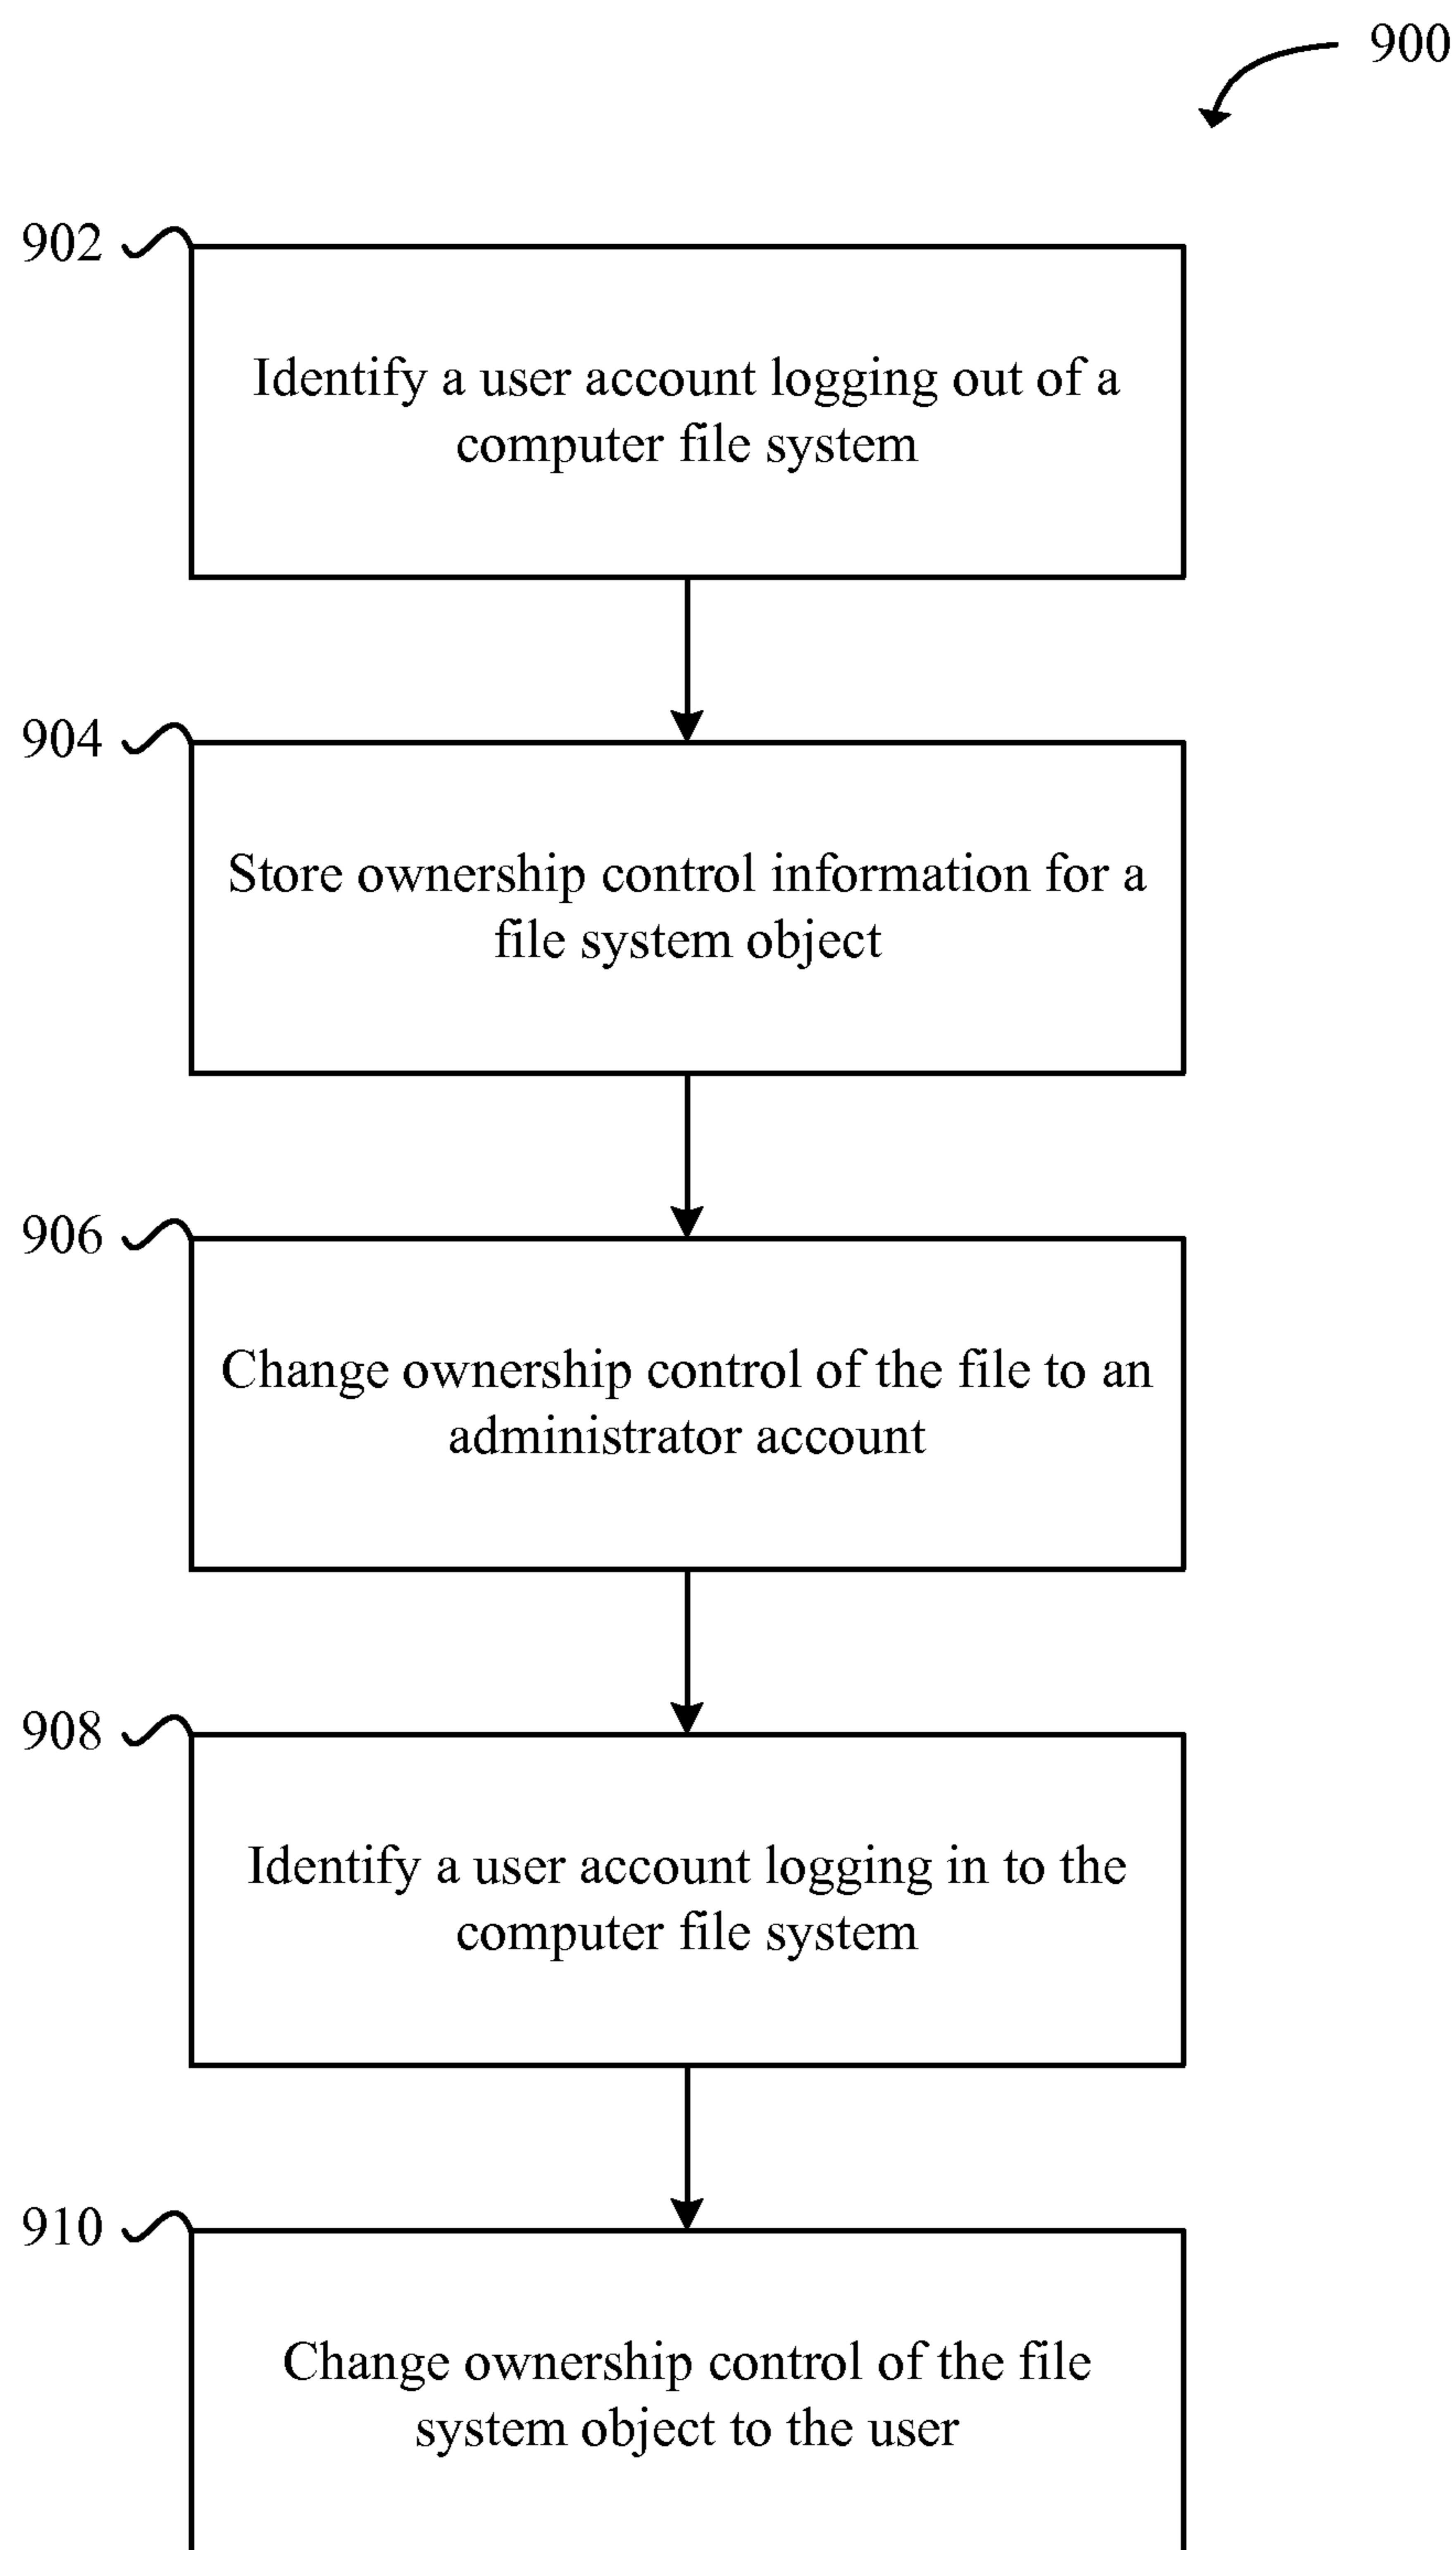 900
902
Identify a user account logging out of a
computer file system
904
Store ownership control information for a
file system object
906
Change ownership control of the file to an
administrator account
908
Identify a user account logging in to the
computer file system
910
Change ownership control of the file
system object to the user